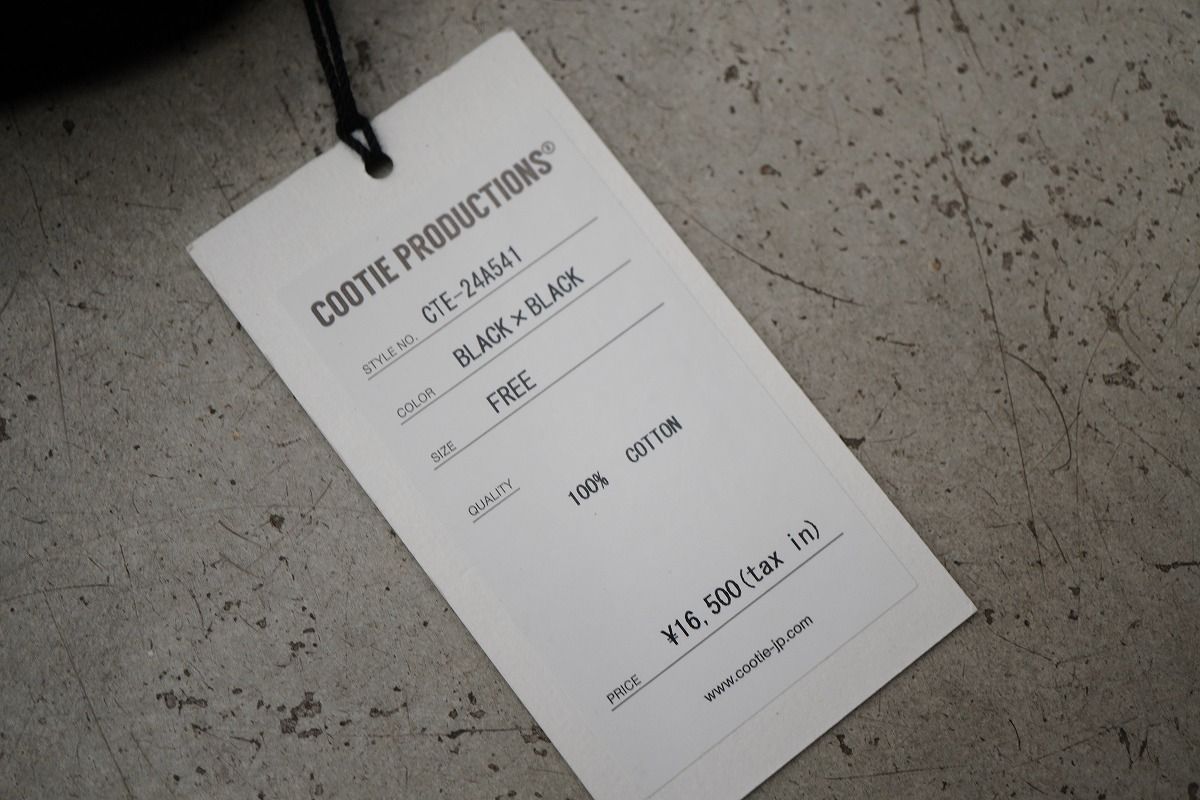 COOTIE PRODUCTIONS®
STYLE NO. CTE-24A541
COLOR BLACK×BLACK
SIZE FREE
QUALITY 100% COTTON
PRICE ¥16,500(tax in)
www.cootie-jp.com